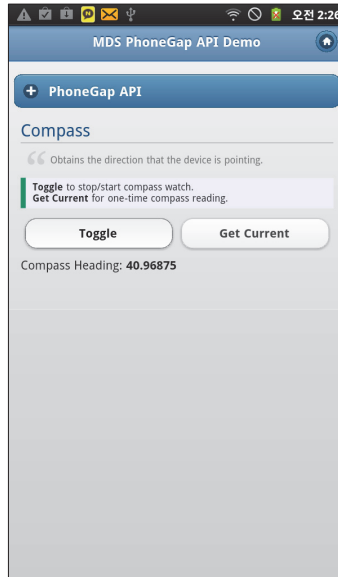 오전 2:26
MDS PhoneGap API Demo
PhoneGap API
Compass
Obtains the direction that the device is pointing.
Toggle to stop/start compass watch.
Get Current for one-time compass reading.
Toggle
Get Current
Compass Heading: 40.96875